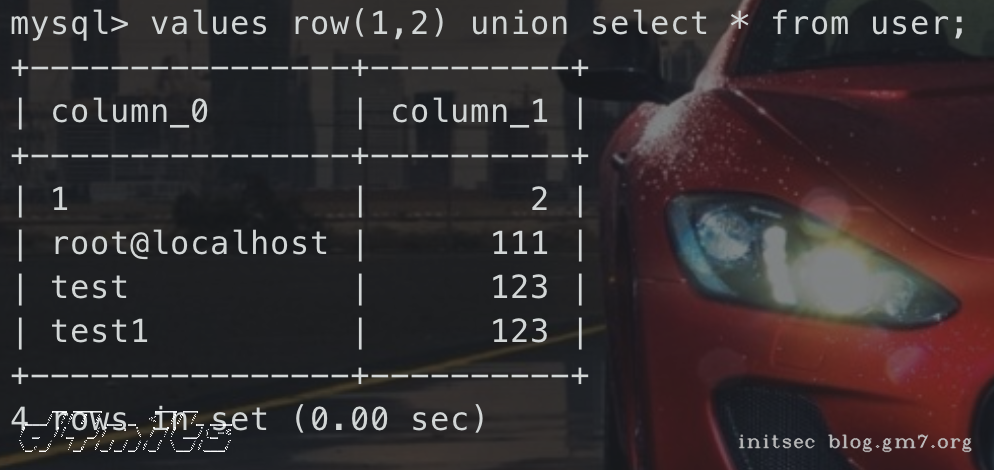 mysql> values row(1,2) union select * from user;
+----------------+----------+
| column_0       | column_1 |
+----------------+----------+
| 1              |        2 |
| root@localhost |      111 |
| test           |      123 |
| test1          |      123 |
+----------------+----------+
4 rows in set (0.00 sec)
initsec blog.gm7.org